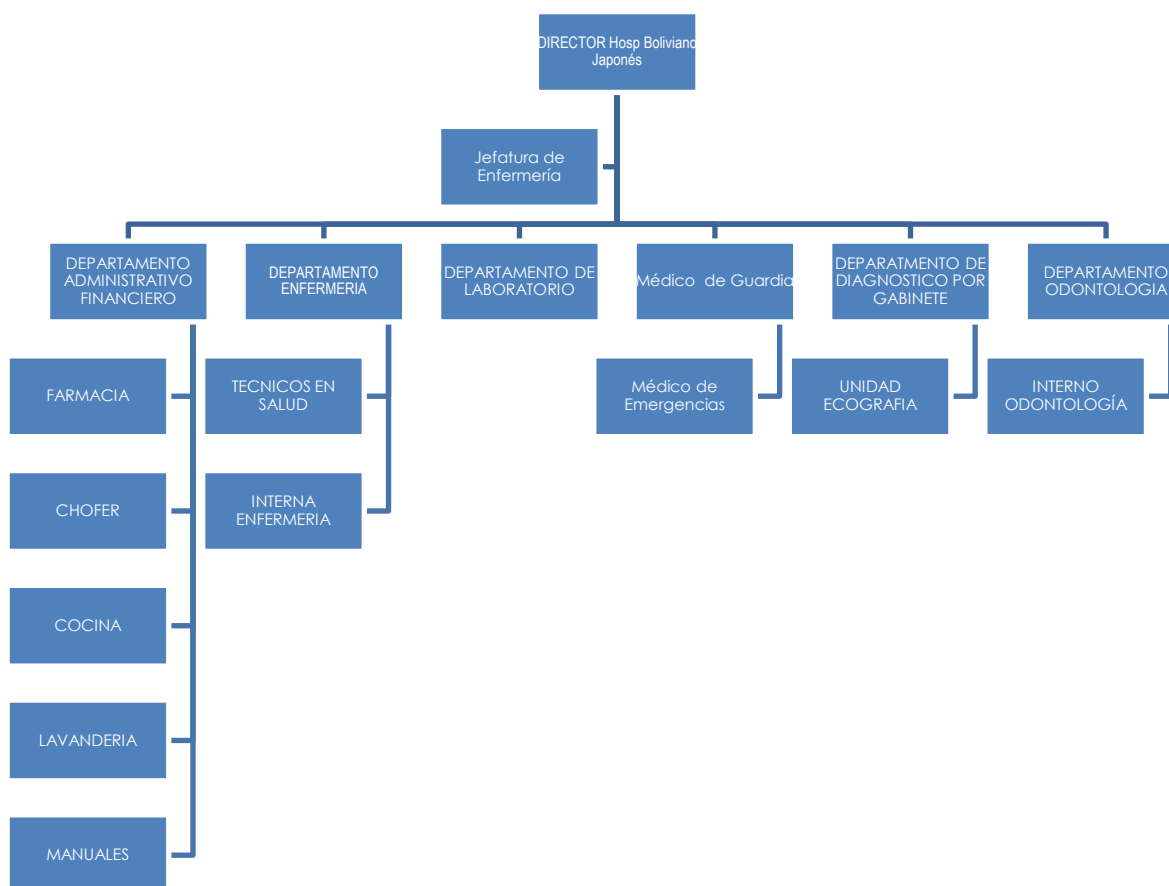 DIRECTOR Hosp Boliviano
Japonés
Jefatura de
Enfermería
DEPARTAMENTO
ADMINISTRATIVO
FINANCIERO
DEPARTAMENTO
ENFERMERIA
DEPARTAMENTO DE
LABORATORIO
Médico de Guardia
DEPARATMENTO DE
DIAGNOSTICO POR
GABINETE
DEPARTAMENTO
ODONTOLOGIA
FARMACIA
TECNICOS EN
SALUD
Médico de
Emergencias
UNIDAD
ECOGRAFIA
INTERNO
ODONTOLOGÍA
CHOFER
INTERNA
ENFERMERIA
COCINA
LAVANDERIA
MANUALES